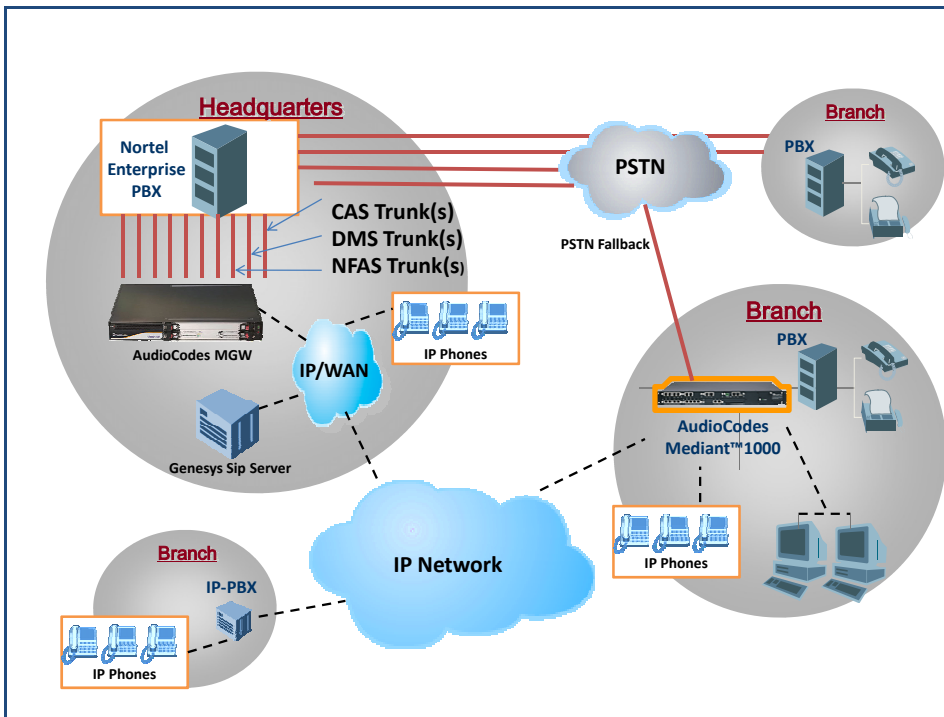 Headquarters
Nortel
Enterprise
PBX
CAS Trunk(s)
DMS Trunk(s)
NFAS Trunk(s)
AudioCodes MGW
IP/WAN
IP Phones
Genesys Sip Server
PSTN
PSTN Fallback
Branch
PBX
Branch
PBX
AudioCodes
Mediant™1000
IP Phones
IP Network
Branch
IP-PBX
IP Phones